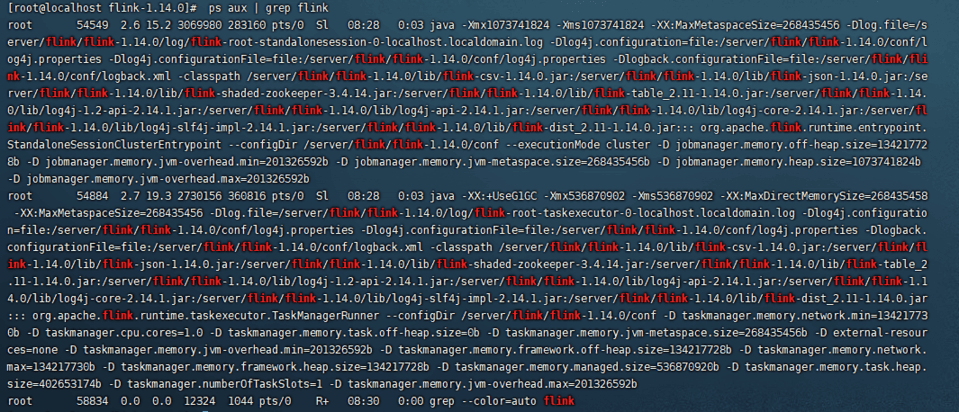 [root@localhost flink-1.14.0]# ps aux | grep flink
root 54549 2.6 15.2 3069980 283160 pts/0 Sl 08:28 0:03 java -Xmx1073741824 -Xms1073741824 -XX:MaxMetaspaceSize=268435456 -Dlog.file=/s
erver/flink/flink-1.14.0/log/flink-root-standalonesession-0-localhost.localdomain.log -Dlog4j.configuration=file:/server/flink/flink-1.14.0/conf/l
og4j.properties -Dlog4j.configurationFile=file:/server/flink/flink-1.14.0/conf/log4j.properties -Dlogback.configurationFile=file:/server/flink/fli
nk-1.14.0/conf/logback.xml -classpath /server/flink/flink-1.14.0/lib/flink-csv-1.14.0.jar:/server/flink/flink-1.14.0/lib/flink-json-1.14.0.jar:/se
rver/flink/flink-1.14.0/lib/flink-shaded-zookeeper-3.4.14.jar:/server/flink/flink-1.14.0/lib/flink-table_2.11-1.14.0.jar:/server/flink/flink-1.14.
0/lib/log4j-1.2-api-2.14.1.jar:/server/flink/flink-1.14.0/lib/log4j-api-2.14.1.jar:/server/flink/flink-1.14.0/lib/log4j-core-2.14.1.jar:/server/fl
ink/flink-1.14.0/lib/log4j-slf4j-impl-2.14.1.jar:/server/flink/flink-1.14.0/lib/flink-dist_2.11-1.14.0.jar::: org.apache.flink.runtime.entrypoint.
StandaloneSessionClusterEntrypoint --configDir /server/flink/flink-1.14.0/conf --executionMode cluster -D jobmanager.memory.off-heap.size=13421772
8b -D jobmanager.memory.jvm-overhead.min=201326592b -D jobmanager.memory.jvm-metaspace.size=268435456b -D jobmanager.memory.heap.size=1073741824b
-D jobmanager.memory.jvm-overhead.max=201326592b
root 54884 2.7 19.3 2730156 360816 pts/0 Sl 08:28 0:03 java -XX:+UseG1GC -Xmx536870902 -Xms536870902 -XX:MaxDirectMemorySize=268435458
-XX:MaxMetaspaceSize=268435456 -Dlog.file=/server/flink/flink-1.14.0/log/flink-root-taskexecutor-0-localhost.localdomain.log -Dlog4j.configuratio
n=file:/server/flink/flink-1.14.0/conf/log4j.properties -Dlog4j.configurationFile=file:/server/flink/flink-1.14.0/conf/log4j.properties -Dlogback.
configurationFile=file:/server/flink/flink-1.14.0/conf/logback.xml -classpath /server/flink/flink-1.14.0/lib/flink-csv-1.14.0.jar:/server/flink/fl
ink-1.14.0/lib/flink-json-1.14.0.jar:/server/flink/flink-1.14.0/lib/flink-shaded-zookeeper-3.4.14.jar:/server/flink/flink-1.14.0/lib/flink-table_2
.11-1.14.0.jar:/server/flink/flink-1.14.0/lib/log4j-1.2-api-2.14.1.jar:/server/flink/flink-1.14.0/lib/log4j-api-2.14.1.jar:/server/flink/flink-1.1
4.0/lib/log4j-core-2.14.1.jar:/server/flink/flink-1.14.0/lib/log4j-slf4j-impl-2.14.1.jar:/server/flink/flink-1.14.0/lib/flink-dist_2.11-1.14.0.jar
::: org.apache.flink.runtime.taskexecutor.TaskManagerRunner --configDir /server/flink/flink-1.14.0/conf -D taskmanager.memory.network.min=13421773
0b -D taskmanager.cpu.cores=1.0 -D taskmanager.memory.task.off-heap.size=0b -D taskmanager.memory.jvm-metaspace.size=268435456b -D external-resour
ces=none -D taskmanager.memory.jvm-overhead.min=201326592b -D taskmanager.memory.framework.off-heap.size=134217728b -D taskmanager.memory.network.
max=134217730b -D taskmanager.memory.framework.heap.size=134217728b -D taskmanager.memory.managed.size=536870920b -D taskmanager.memory.task.heap.
size=402653174b -D taskmanager.numberOfTaskSlots=1 -D taskmanager.memory.jvm-overhead.max=201326592b
root 58834 0.0 0.0 12324 1044 pts/0 R+ 08:30 0:00 grep --color=auto flink